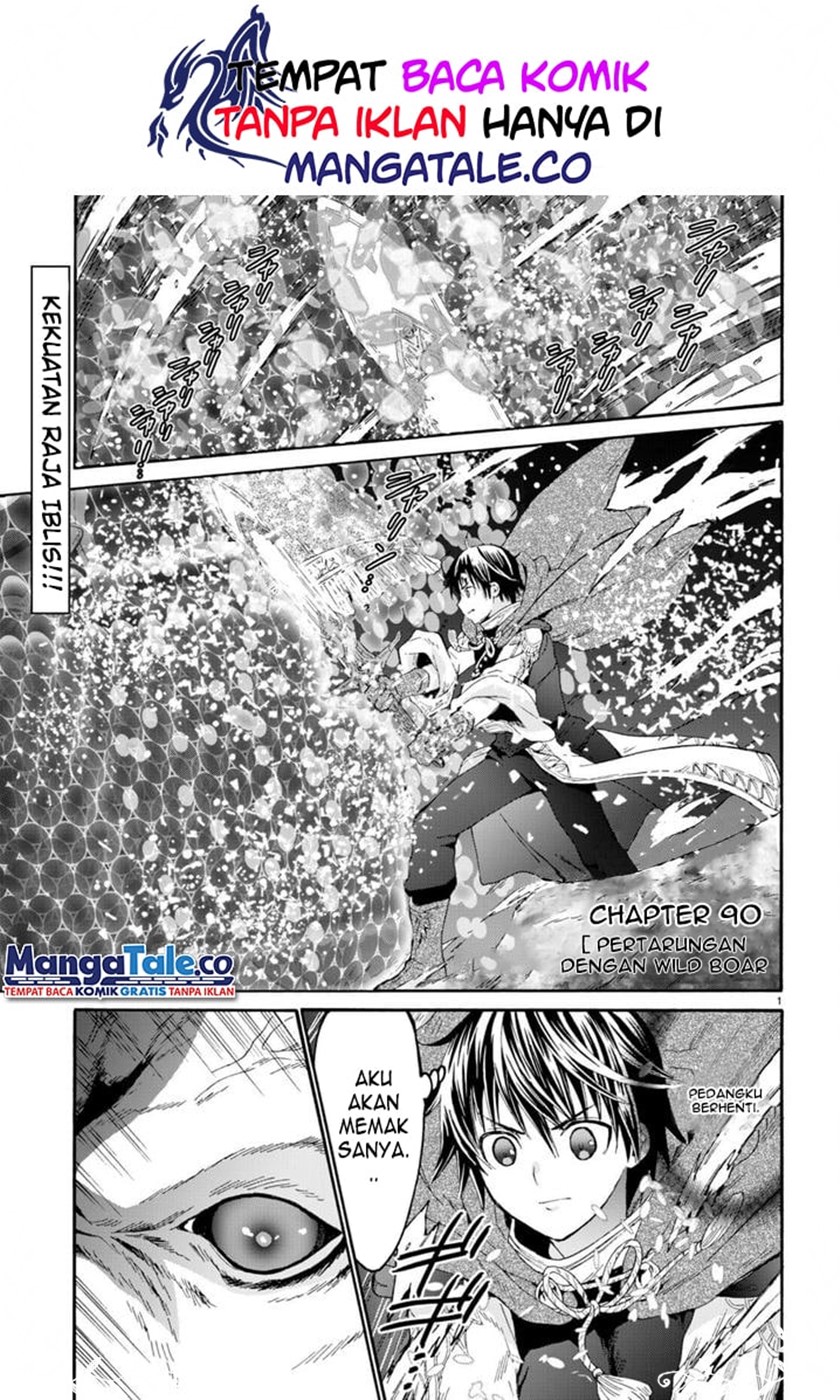 TEMPAT BACA KOMIK
TANPA IKLAN HANYA DI
MANGATALE.CO
KEKUATAN RAJA IBLIS!!!
CHAPTER 90
[ PERTARUNGAN
DENGAN WILD BOAR
MangaTale.co
TEMPAT BACA KOMIK GRATIS TANPA IKLAN
1
AKU
AKAN
MEMAK
SANYA.
..
PEDANGKU
BERHENTI.